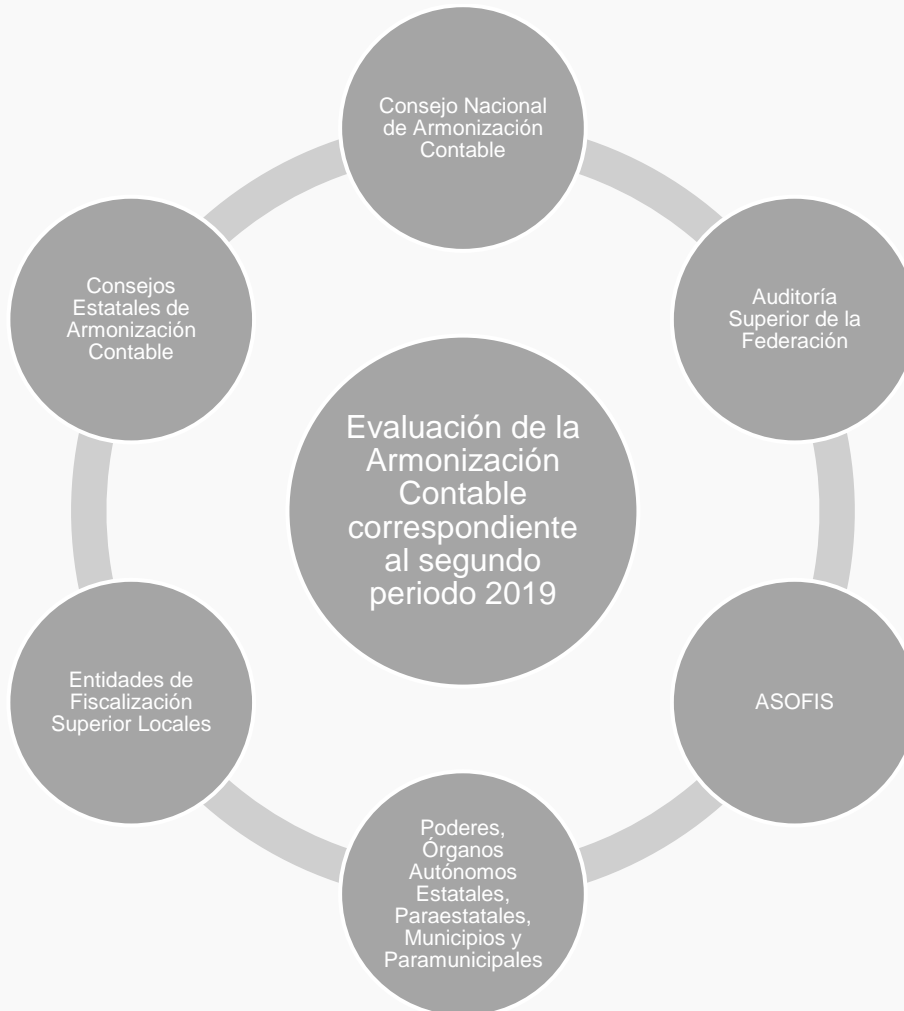 Consejo Nacional
de Armonización
Contable
Auditoría
Superior de la
Federación
ASOFIS
Poderes,
Órganos
Autónomos
Estatales,
Paraestatales,
Municipios y
Paramunicipales
Entidades de
Fiscalización
Superior Locales
Consejos
Estatales de
Armonización
Contable
Evaluación de la
Armonización
Contable
correspondiente
al segundo
periodo 2019